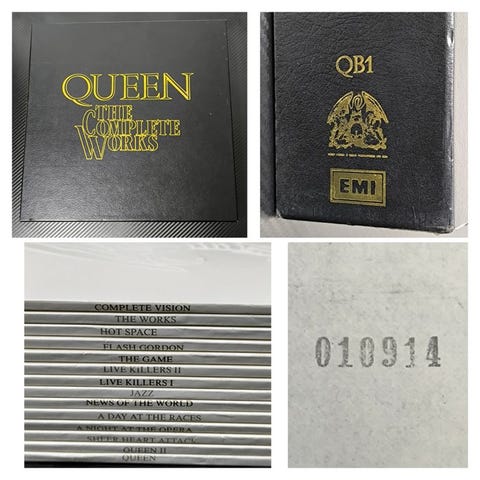 QUEEN
THE
COMPLETE
WORKS
QB1
EMI
COMPLETE VISION
THE WORKS
HOT SPACE
FLASH GORDON
THE GAME
LIVE KILLERS II
LIVE KILLERS I
JAZZ
NEWS OF THE WORLD
A DAY AT THE RACES
A NIGHT AT THE OPERA
SHEER HEART ATTACK
QUEEN II
QUEEN
010914